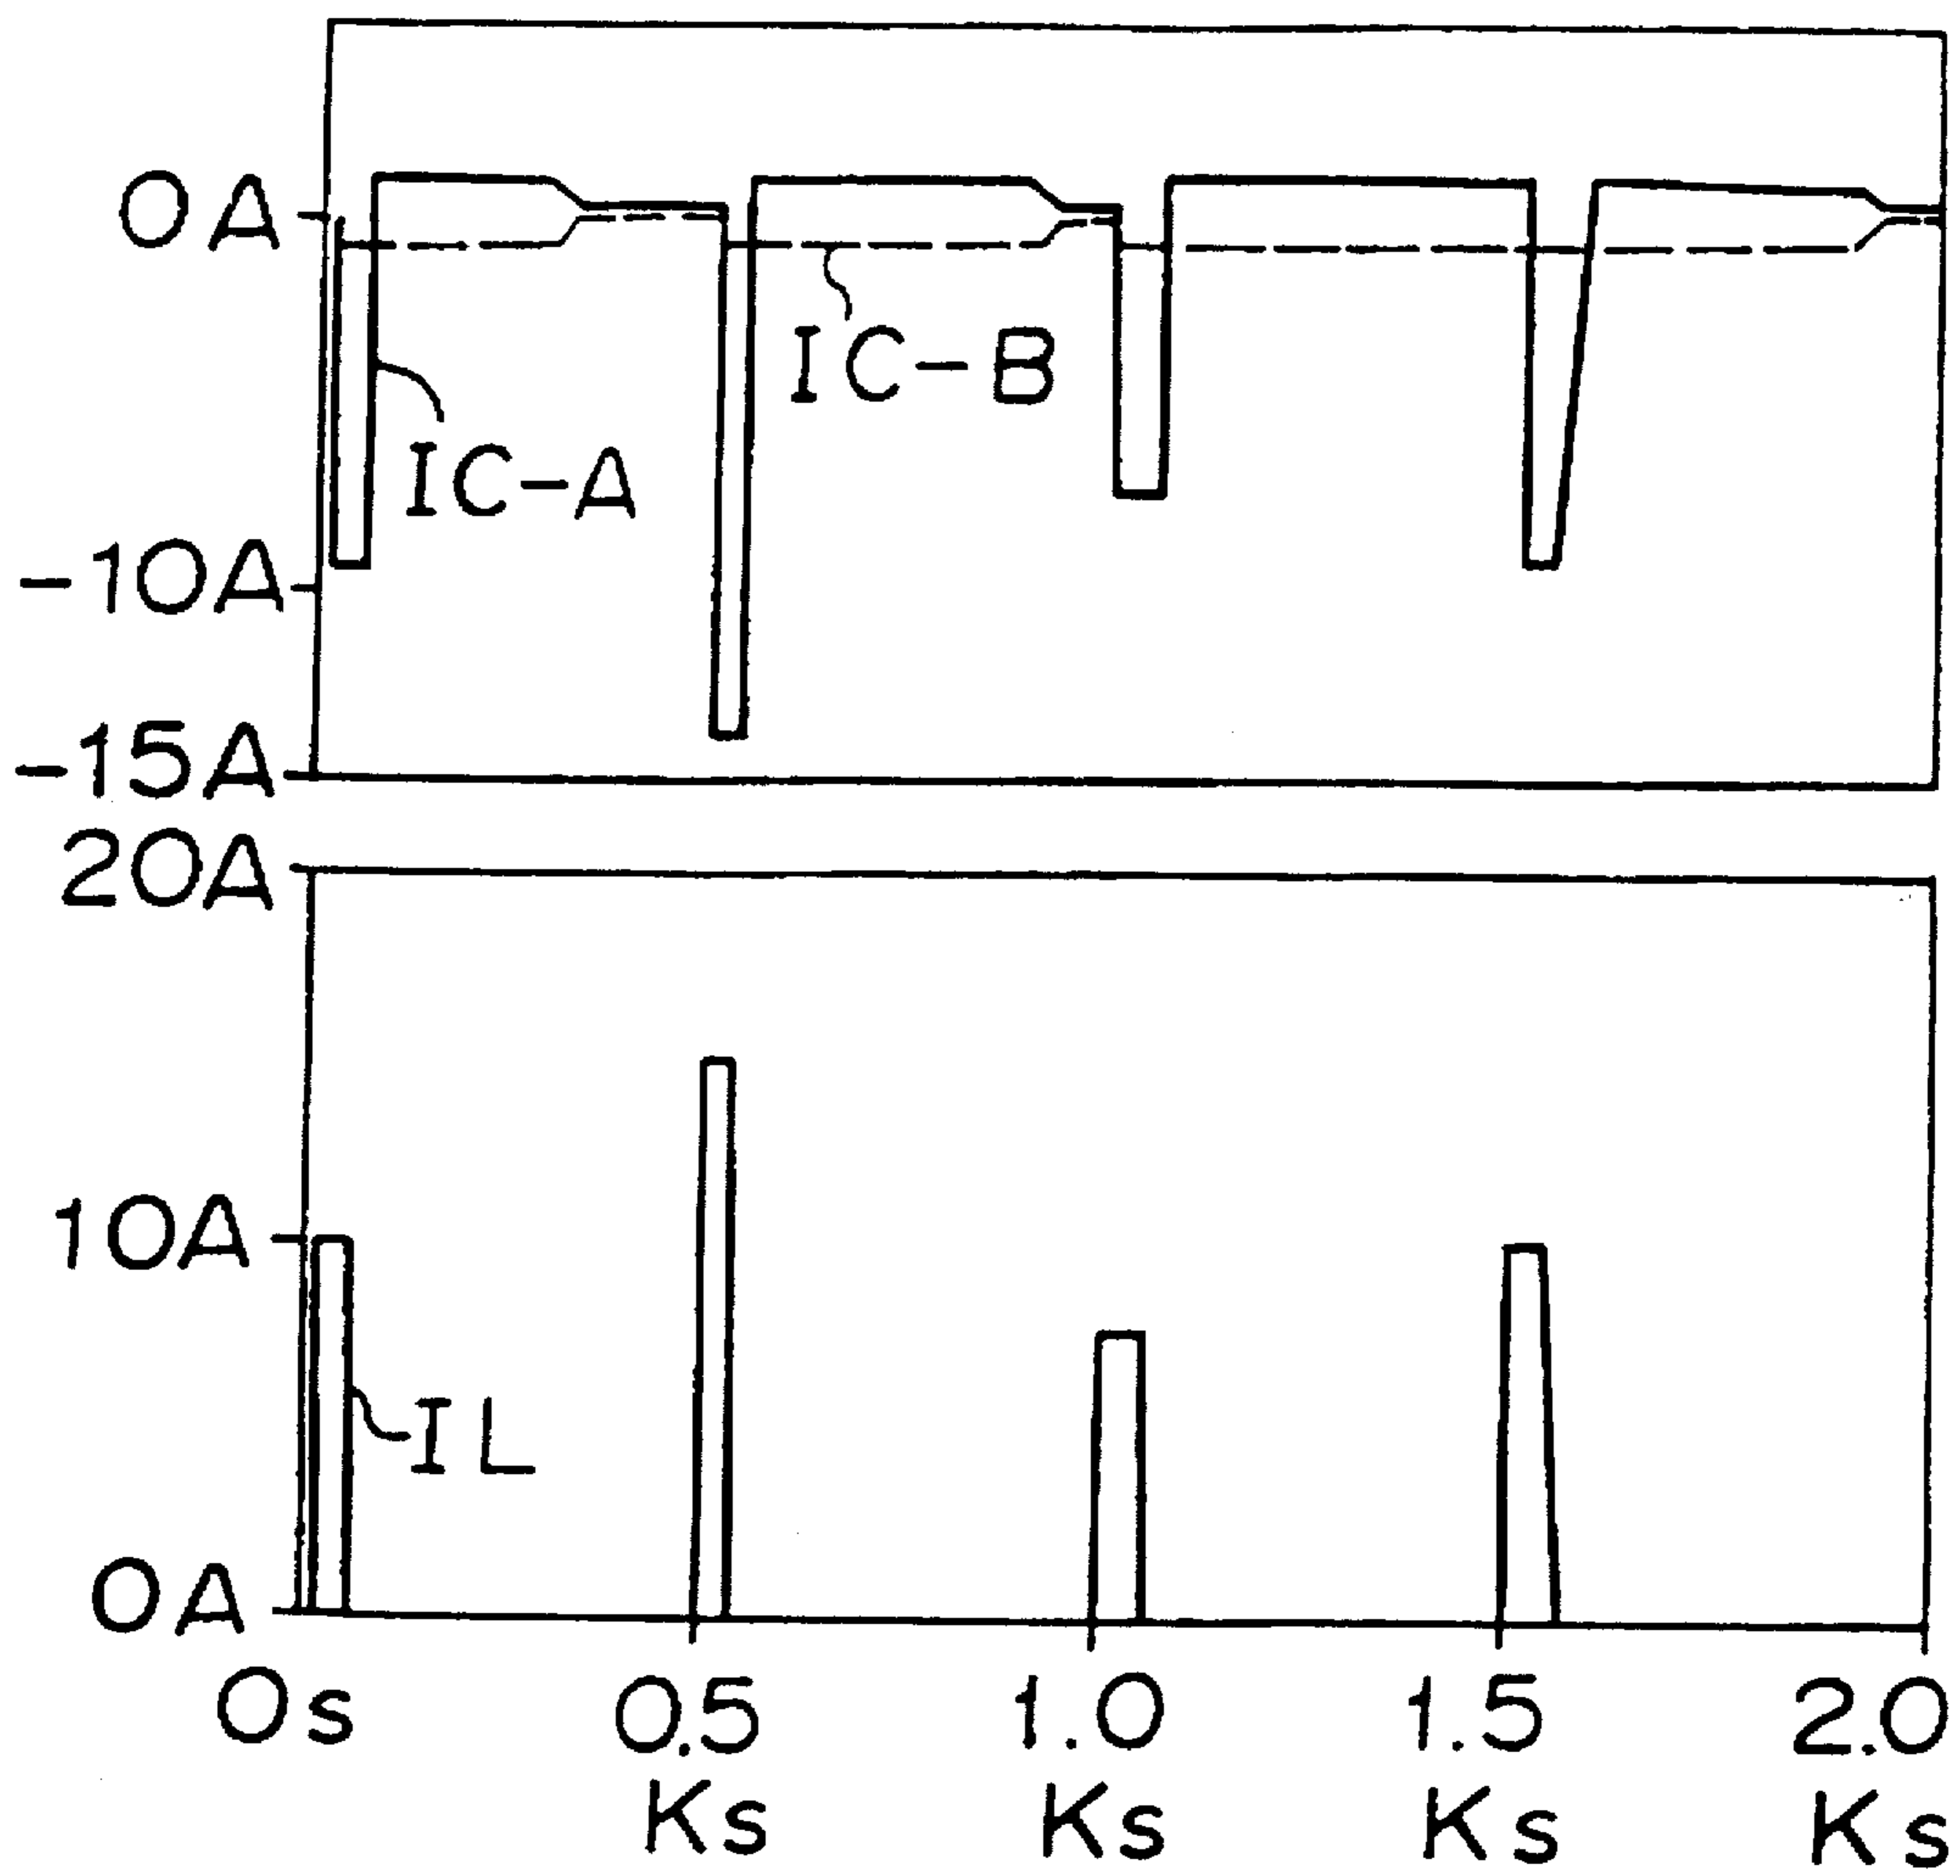 0A
IC-B
IC-A
-10A
-15A
20A
10A
IL
0A
0s 0.5 1.0 1.5 2.0
Ks Ks Ks Ks